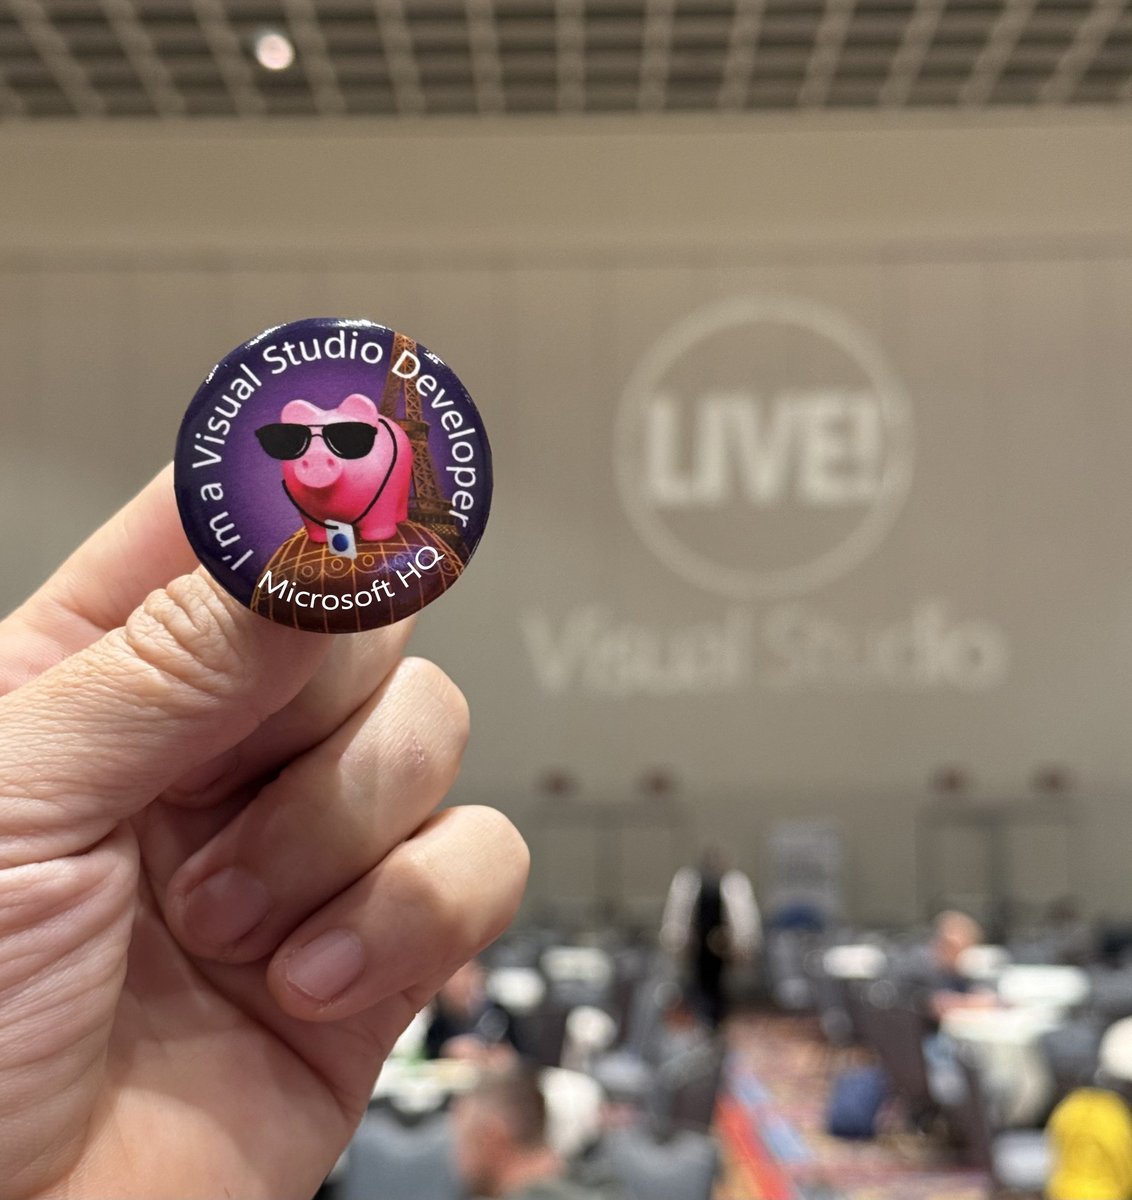 I'm a Visual Studio Developer
Microsoft HQ
LIVE!
Visual Studio